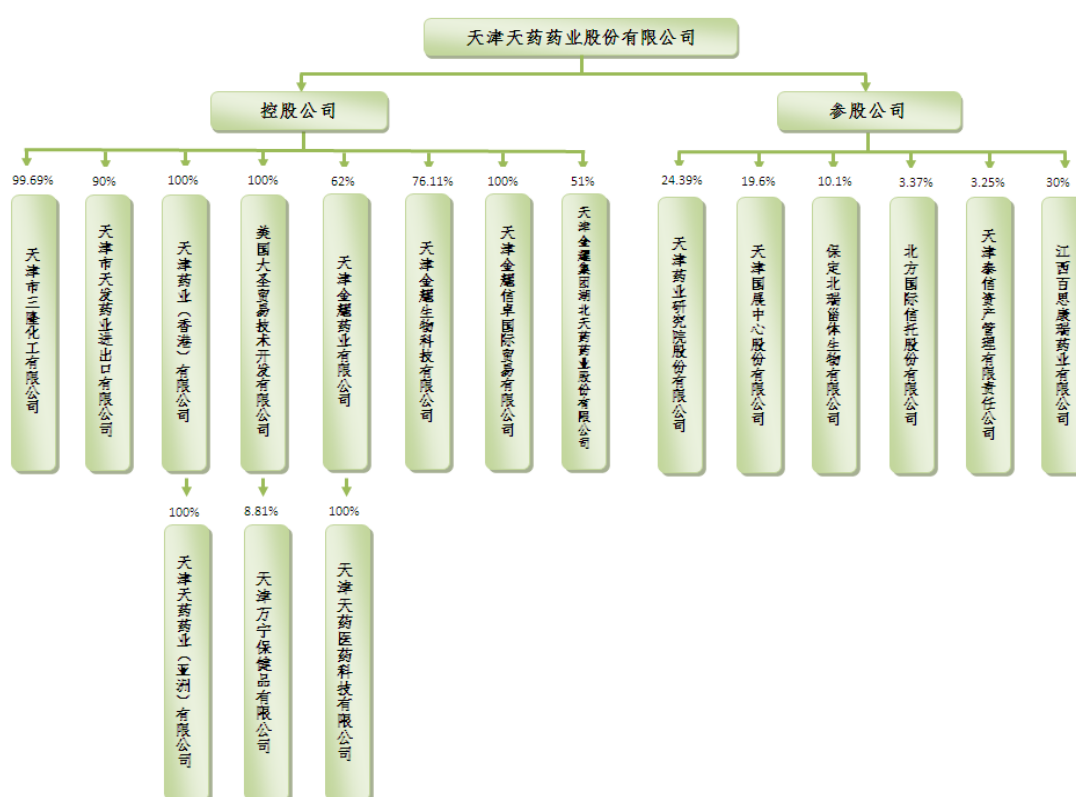 天津天药药业股份有限公司
控股公司
参股公司
99.69%
90%
100%
100%
62%
76.11%
100%
51%
24.39%
19.6%
10.1%
3.37%
3.25%
30%
天津市三隆化工有限公司
天津市天发药业进出口有限公司
天津药业（香港）有限公司
美国大圣贸易技术开发有限公司
天津金耀药业有限公司
天津金耀生物科技有限公司
天津金耀信卓国际贸易有限公司
天津金耀集团湖北天药药业股份有限公司
天津药业研究院股份有限公司
天津国展中心股份有限公司
保定北瑞甾体生物有限公司
北方国际信托股份有限公司
天津泰信资产管理有限责任公司
江西百思康瑞药业有限公司
100%
8.81%
100%
天津天药药业（亚洲）有限公司
天津万宁保健品有限公司
天津天药医药科技有限公司